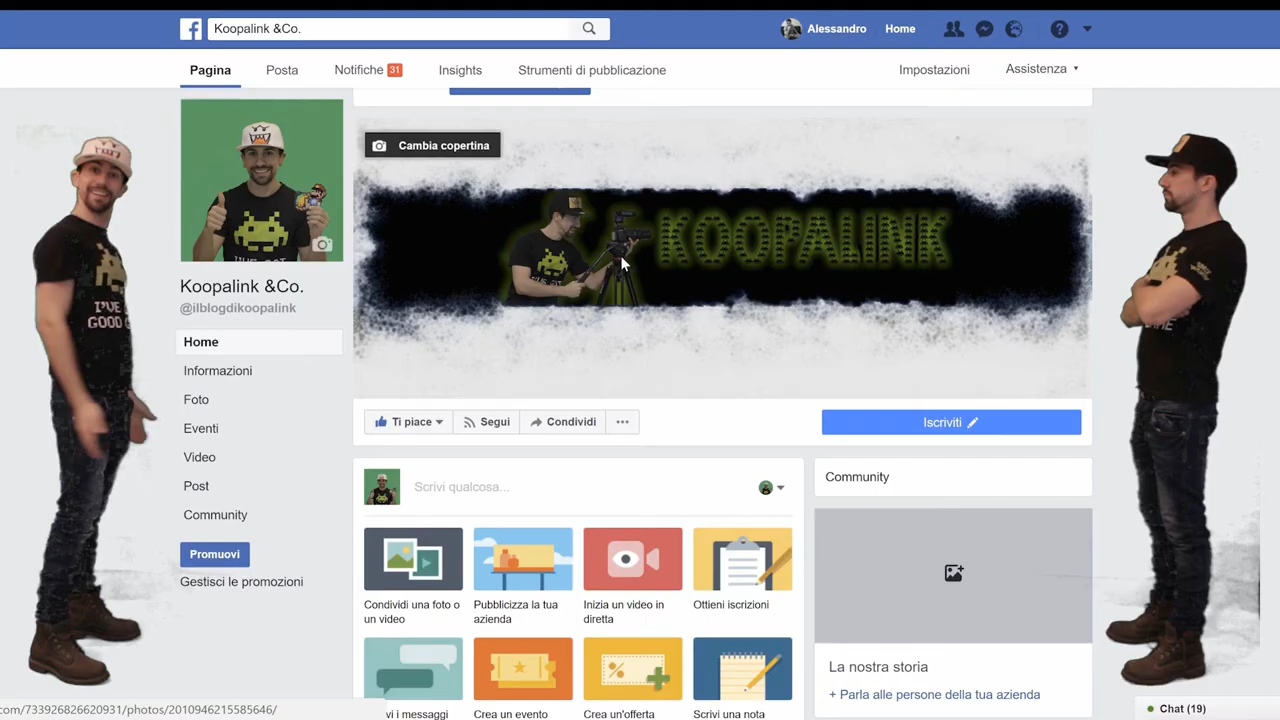 Koopalink &Co.
Alessandro
Home
Pagina
Posta
Notifiche 31
Insights
Strumenti di pubblicazione
Impostazioni
Assistenza
Cambia copertina
KOOPALINK
Koopalink &Co.
@ilblogdikoopalink
Home
Informazioni
Foto
Eventi
Video
Post
Community
Promuovi
Gestisci le promozioni
Ti piace
Segui
Condividi
Iscriviti
Scrivi qualcosa...
Condividi una foto o
un video
Pubblicizza la tua
azienda
Inizia un video in
diretta
Ottieni iscrizioni
vi i messaggi
Crea un evento
Crea un'offerta
Scrivi una nota
Community
La nostra storia
+ Parla alle persone della tua azienda
I'VE
GOOD
com/733926826620931/photos/2010946215585646/
Chat (19)